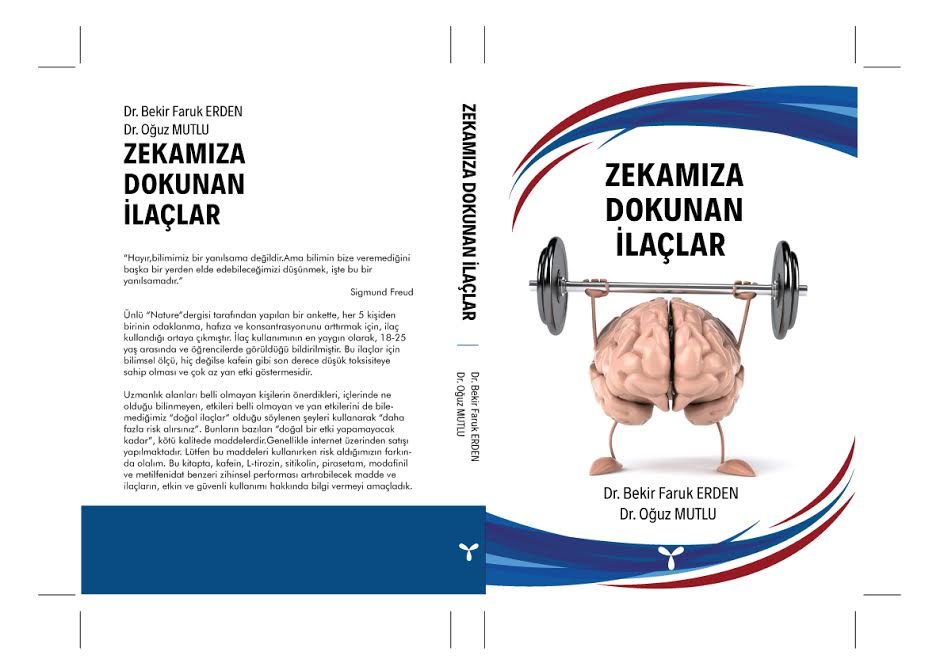 Dr. Bekir Faruk ERDEN
Dr. Oğuz MUTLU
ZEKAMIZA
DOKUNAN
İLAÇLAR
“Hayır,bilimimiz bir yanılsama değildir.Ama bilimin bize veremediğini
başka bir yerden elde edebileceğimizi düşünmek, işte bu bir
yanılsamadır.”
Sigmund Freud
Ünlü “Nature”dergisi tarafından yapılan bir ankette, her 5 kişiden
birinin odaklanma, hafıza ve konsantrasyonunu arttırmak için, ilaç
kullandığı ortaya çıkmıştır. İlaç kullanımının en yaygın olarak, 18-25
yaş arasında ve öğrencilerde görüldüğü bildirilmiştir. Bu ilaçlar için
bilimsel ölçü, hiç değilse kafein gibi son derece düşük toksisiteye
sahip olması ve çok az yan etki göstermesidir.
Uzmanlık alanları belli olmayan kişilerin önerdikleri, içlerinde ne
olduğu bilinmeyen, etkileri belli olmayan ve yan etkilerini de bile-
mediğimiz “doğal ilaçlar” olduğu söylenen şeyleri kullanarak “daha
fazla risk alırsınız”. Bunların bazıları “doğal bir etki yapamayacak
kadar”, kötü kalitede maddelerdir.Genellikle internet üzerinden satışı
yapılmaktadır. Lütfen bu maddeleri kullanırken risk aldığımızın farkın-
da olalım. Bu kitapta, kafein, L-tirozin, sitikolin, pirasetam, modafinil
ve metilfenidat benzeri zihinsel performası artırabilecek madde ve
ilaçların, etkin ve güvenli kullanımı hakkında bilgi vermeyi amaçladık.
ZEKAMIZA DOKUNAN İLAÇLAR
Dr. Bekir Faruk ERDEN
Dr. Oğuz MUTLU
ZEKAMIZA
DOKUNAN
İLAÇLAR
Dr. Bekir Faruk ERDEN
Dr. Oğuz MUTLU